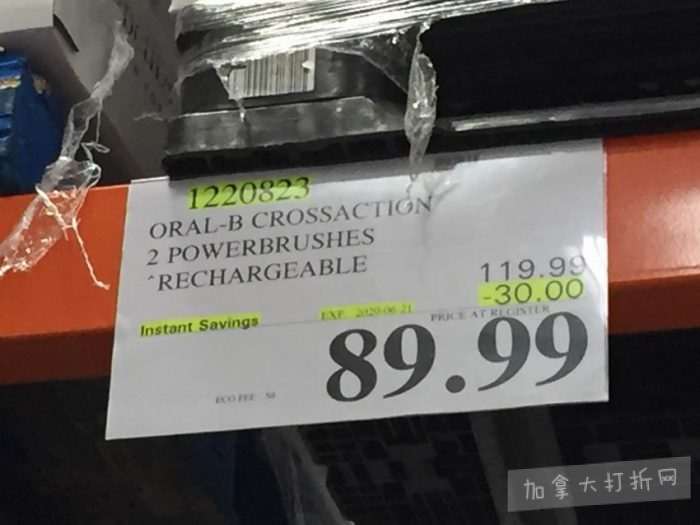 1220823
ORAL-B CROSSACTION
2 POWERBRUSHES
^RECHARGEABLE
119.99
-30.00
Instant Savings
EXP. 2020-06-21
PRICE AT REGISTER
89.99
ECO FEE
加拿大打折网